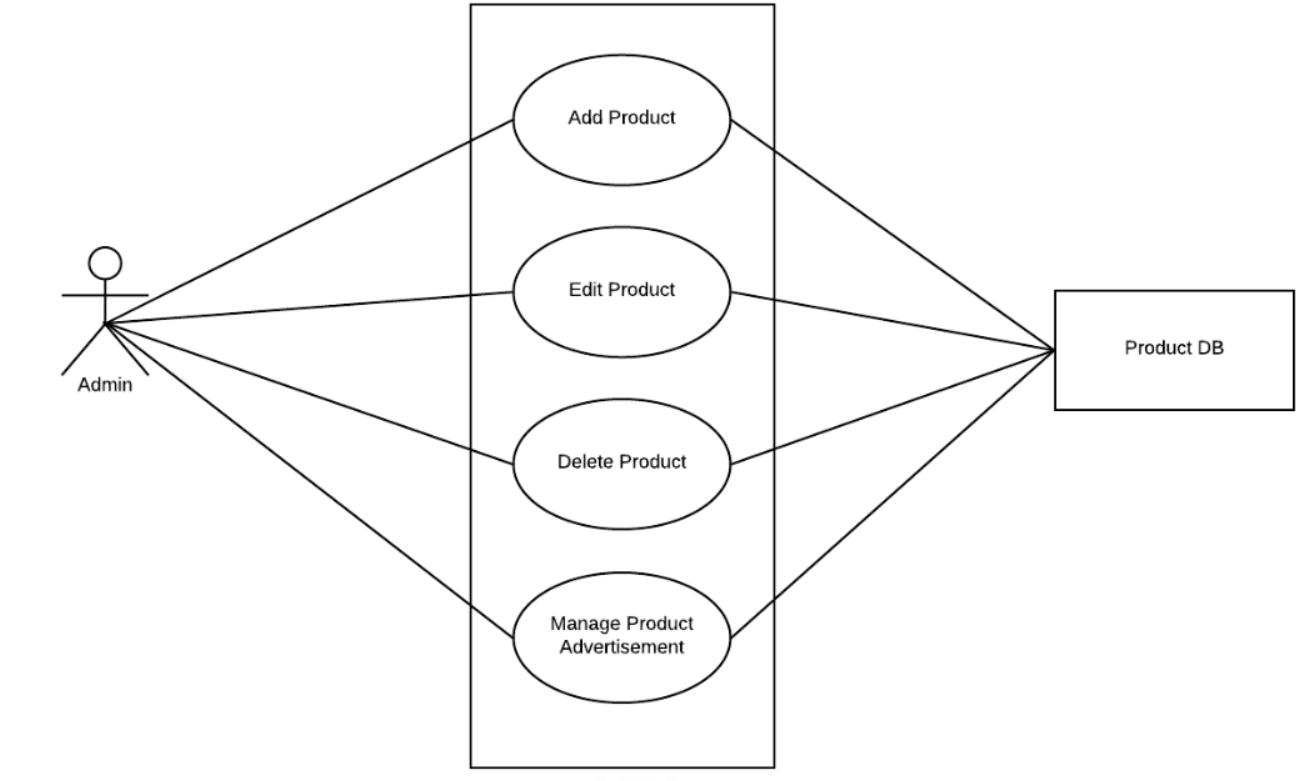 Add Product
Edit Product
Admin
Product DB
Delete Product
Manage Product
Advertisement